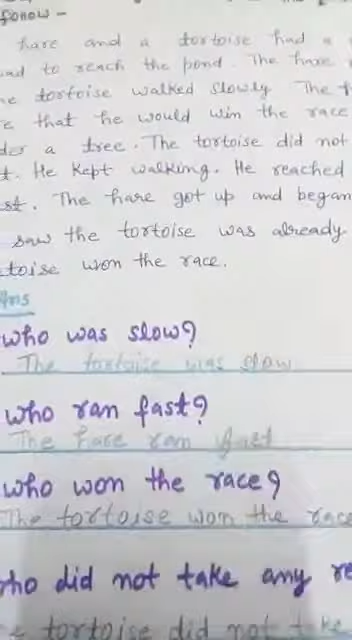 hare and a tortoise had a
to reach the pond. The hare
tortoise walked slowly. The
that he would win the race
a tree. The tortoise did not
He kept walking. He reached
The hare got up and began
saw the tortoise was already
won the race.
Ans
who was slow?
The tortoise was slow
who ran fast?
The hare ran fast
who won the race?
The tortoise won the race
who did not take any
tortoise did not take